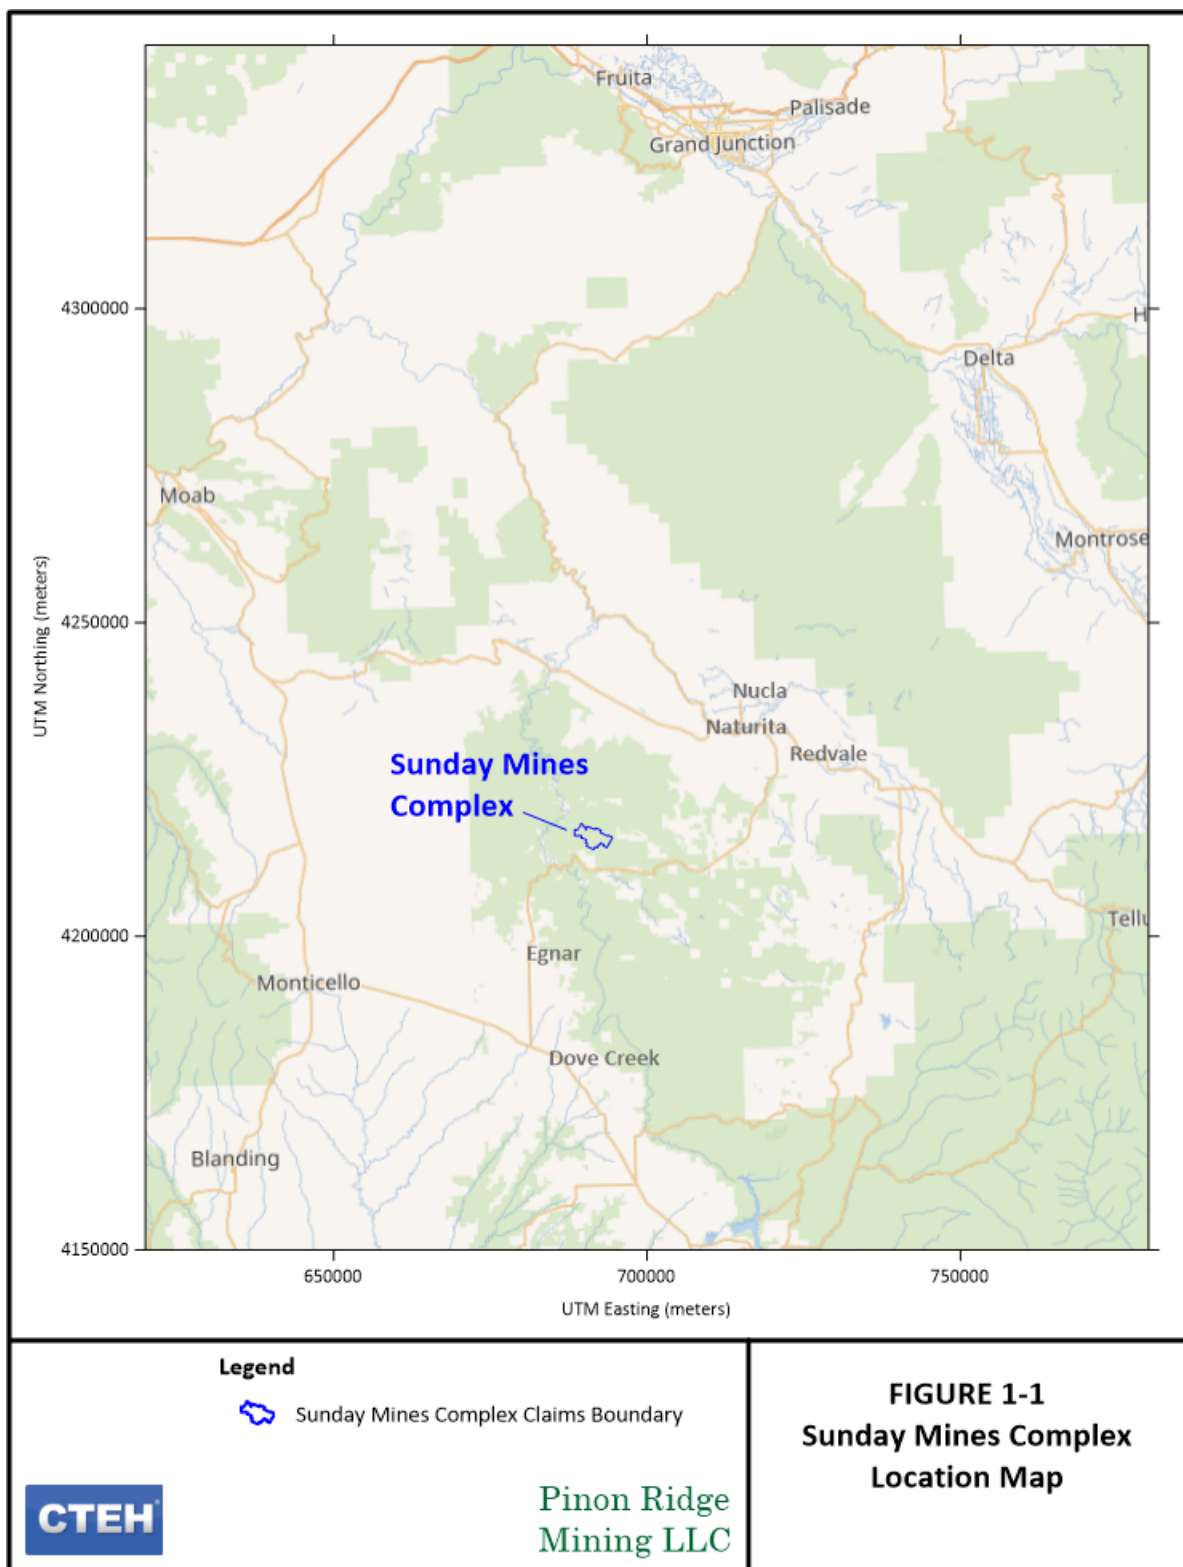 Fruita
Palisade
Grand Junction
4300000
H
Delta
Moab
Montrose
UTM Northing (meters)
4250000
Nucla
Naturita
Redvale
Sunday Mines
Complex
Tellu
4200000
Egnar
Monticello
Dove Creek
Blanding
4150000
650000
700000
750000
UTM Easting (meters)
Legend
Sunday Mines Complex Claims Boundary
FIGURE 1-1
Sunday Mines Complex
Location Map
CTEH
Pinon Ridge
Mining LLC